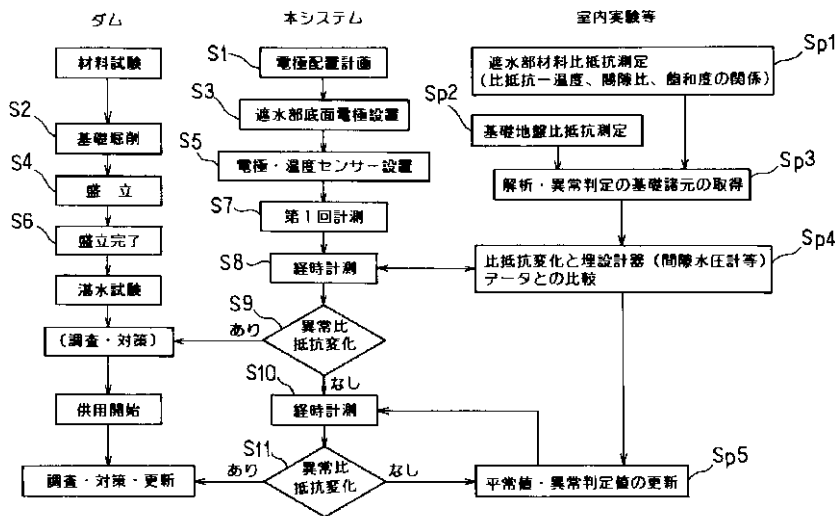 ダム
本システム
室内実験等
材料試験
S2
基礎掘削
S4
盛 立
S6
盛立完了
湛水試験
(調査・対策)
供用開始
調査・対策・更新
S1
電極配置計画
S3
遮水部底面電極設置
S5
電極・温度センサー設置
S7
第1回計測
S8
経時計測
S9
異常比
抵抗変化
あり
なし
S10
経時計測
S11
異常比
抵抗変化
あり
なし
Sp1
遮水部材料比抵抗測定
(比抵抗ー温度、間隙比、飽和度の関係)
Sp2
基礎地盤比抵抗測定
Sp3
解析・異常判定の基礎諸元の取得
Sp4
比抵抗変化と埋設計器(間隙水圧計等)
データとの比較
Sp5
平常値・異常判定値の更新